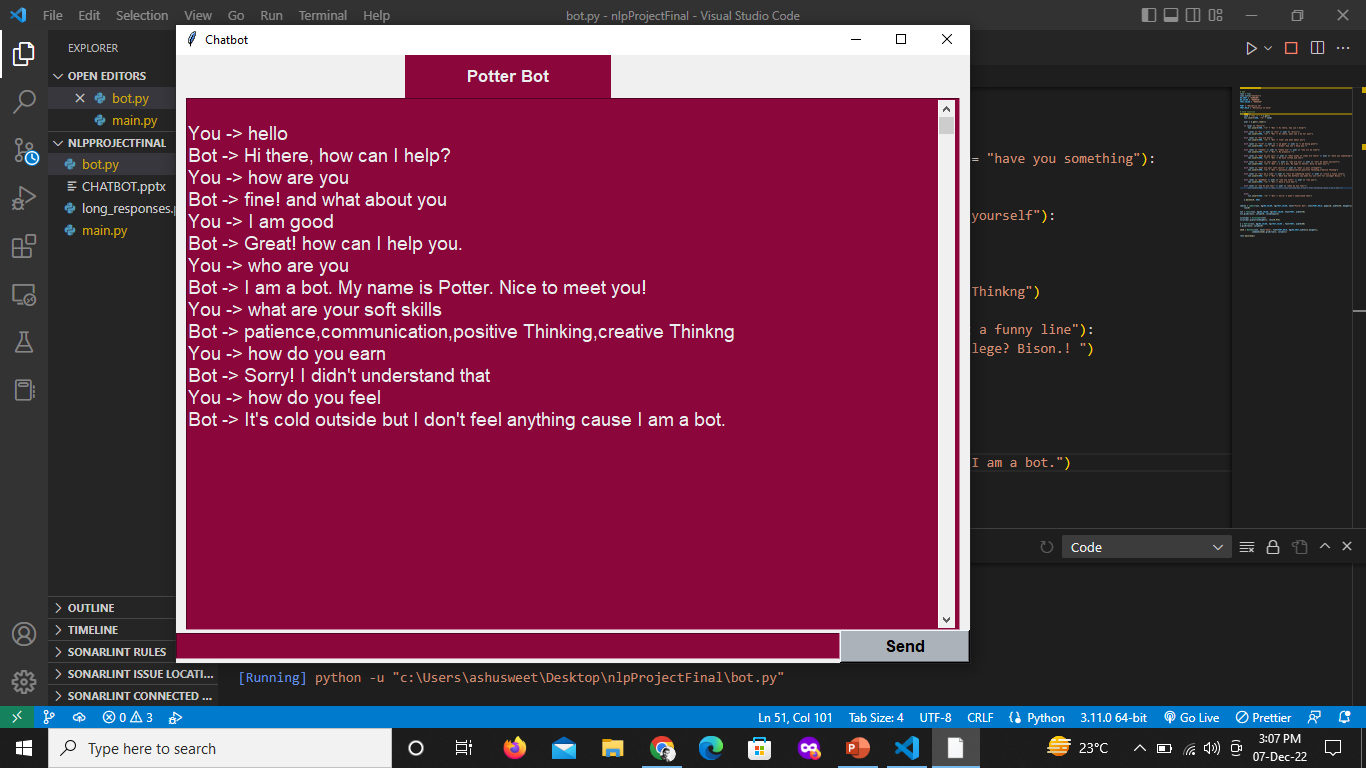 File Edit Selection View Go Run Terminal Help bot.py - nlpProjectFinal - Visual Studio Code
Chatbot
EXPLORER
OPEN EDITORS
bot.py
main.py
NLPPROJECTFINAL
bot.py
CHATBOT.pptx
long_responses.
main.py
OUTLINE
TIMELINE
SONARLINT RULES
SONARLINT ISSUE LOCATI...
SONARLINT CONNECTED ...
Potter Bot
You -> hello
Bot -> Hi there, how can I help?
You -> how are you
Bot -> fine! and what about you
You -> I am good
Bot -> Great! how can I help you.
You -> who are you
Bot -> I am a bot. My name is Potter. Nice to meet you!
You -> what are your soft skills
Bot -> patience,communication,positive Thinking,creative Thinkng
You -> how do you earn
Bot -> Sorry! I didn't understand that
You -> how do you feel
Bot -> It's cold outside but I don't feel anything cause I am a bot.
Send
= "have you something"):
yourself"):
Thinkng")
a funny line"):
lege? Bison.! ")
I am a bot.")
Code
[Running] python -u "c:\Users\ashusweet\Desktop\nlpProjectFinal\bot.py"
0 3 Ln 51, Col 101 Tab Size: 4 UTF-8 CRLF Python 3.11.0 64-bit Go Live Prettier
Type here to search
23°C
3:07 PM
07-Dec-22